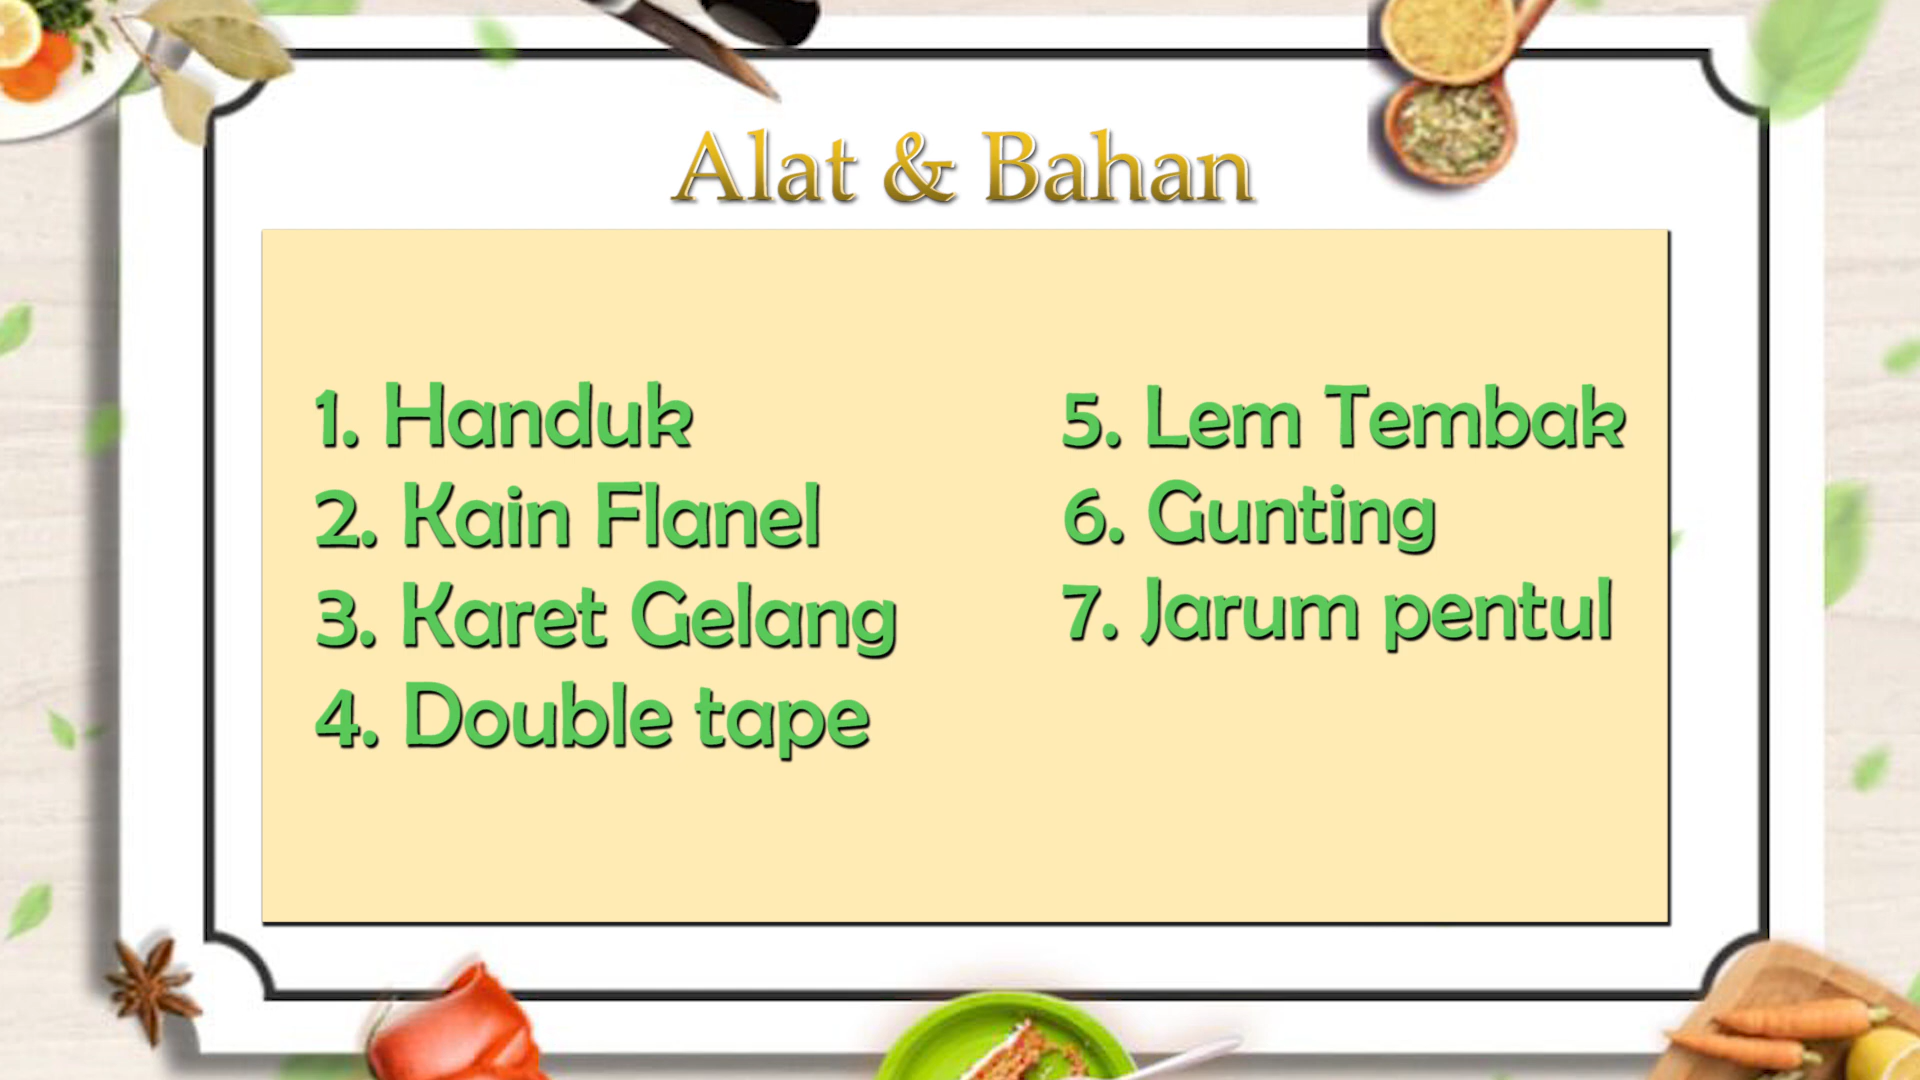 Alat & Bahan
1. Handuk
2. Kain Flanel
3. Karet Gelang
4. Double tape
5. Lem Tembak
6. Gunting
7. Jarum pentul